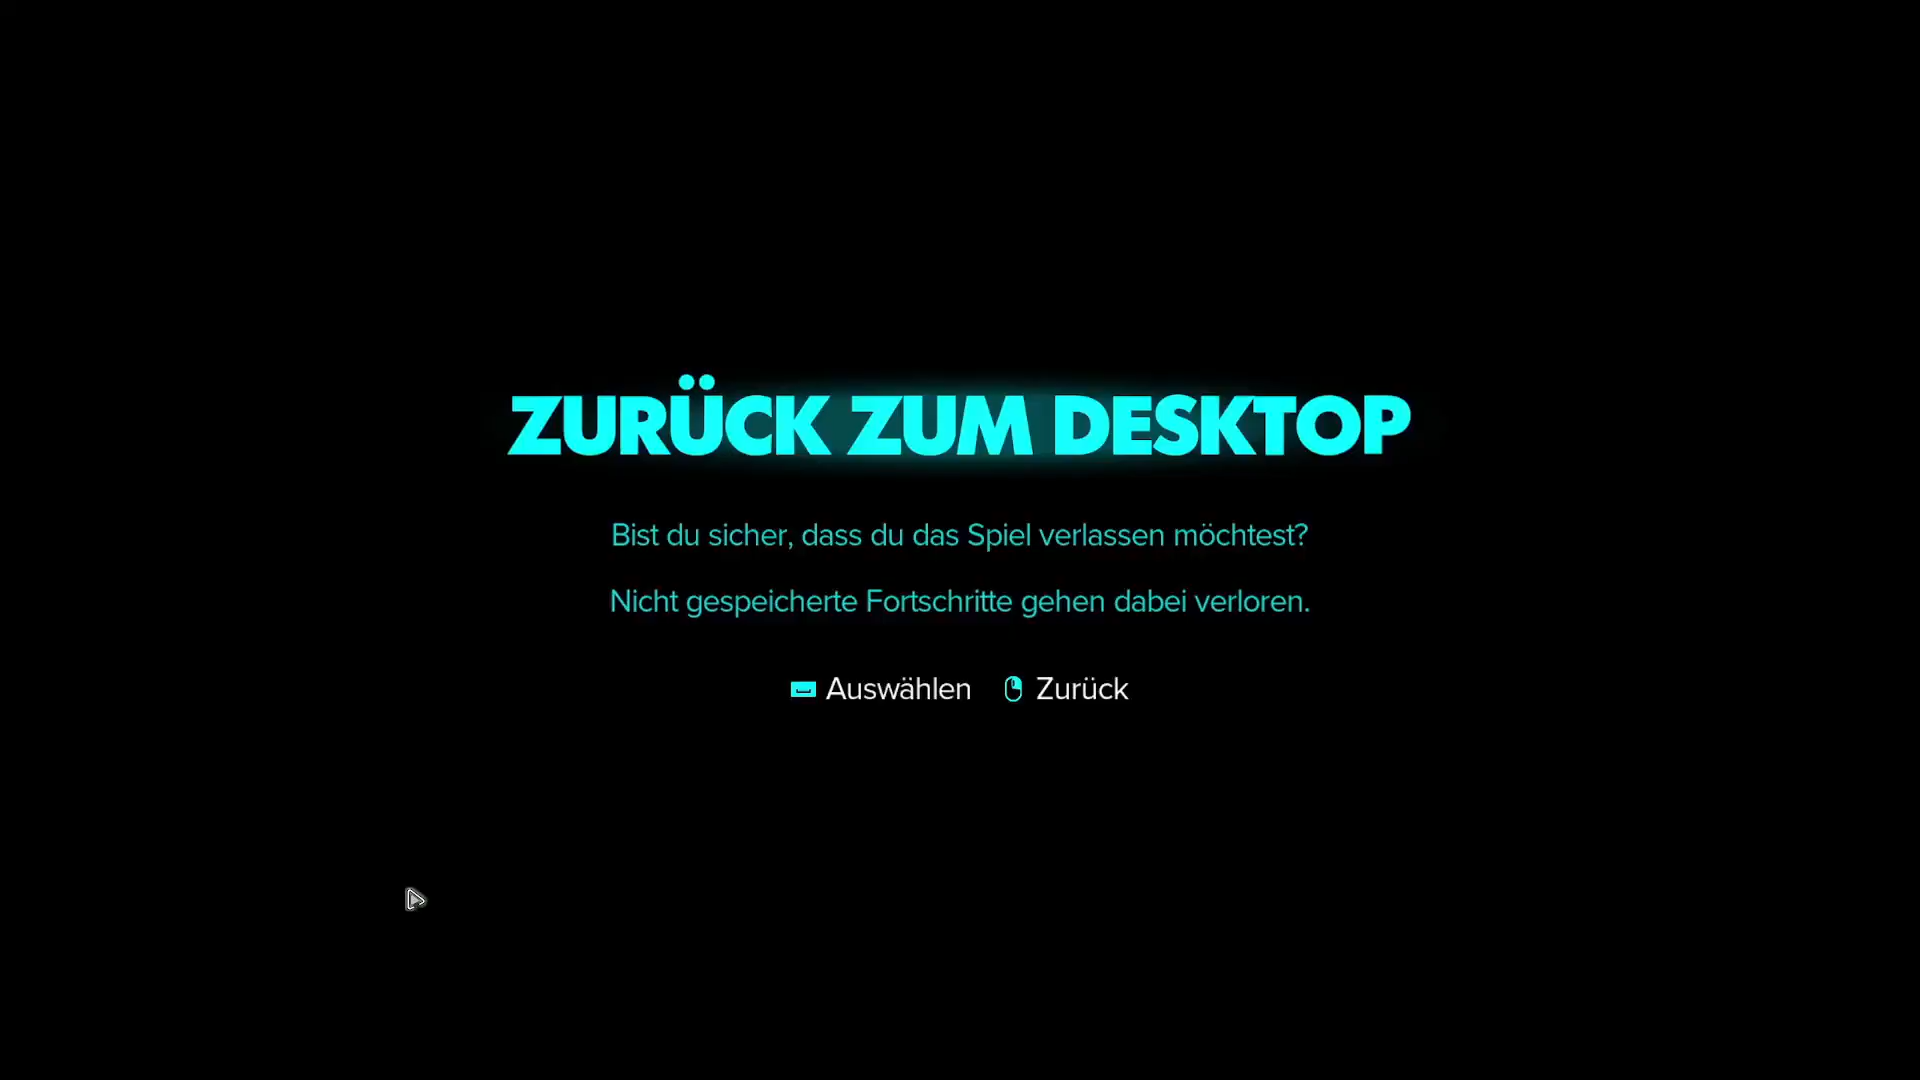 ZURÜCK ZUM DESKTOP
Bist du sicher, dass du das Spiel verlassen möchtest?
Nicht gespeicherte Fortschritte gehen dabei verloren.
Auswählen Zurück